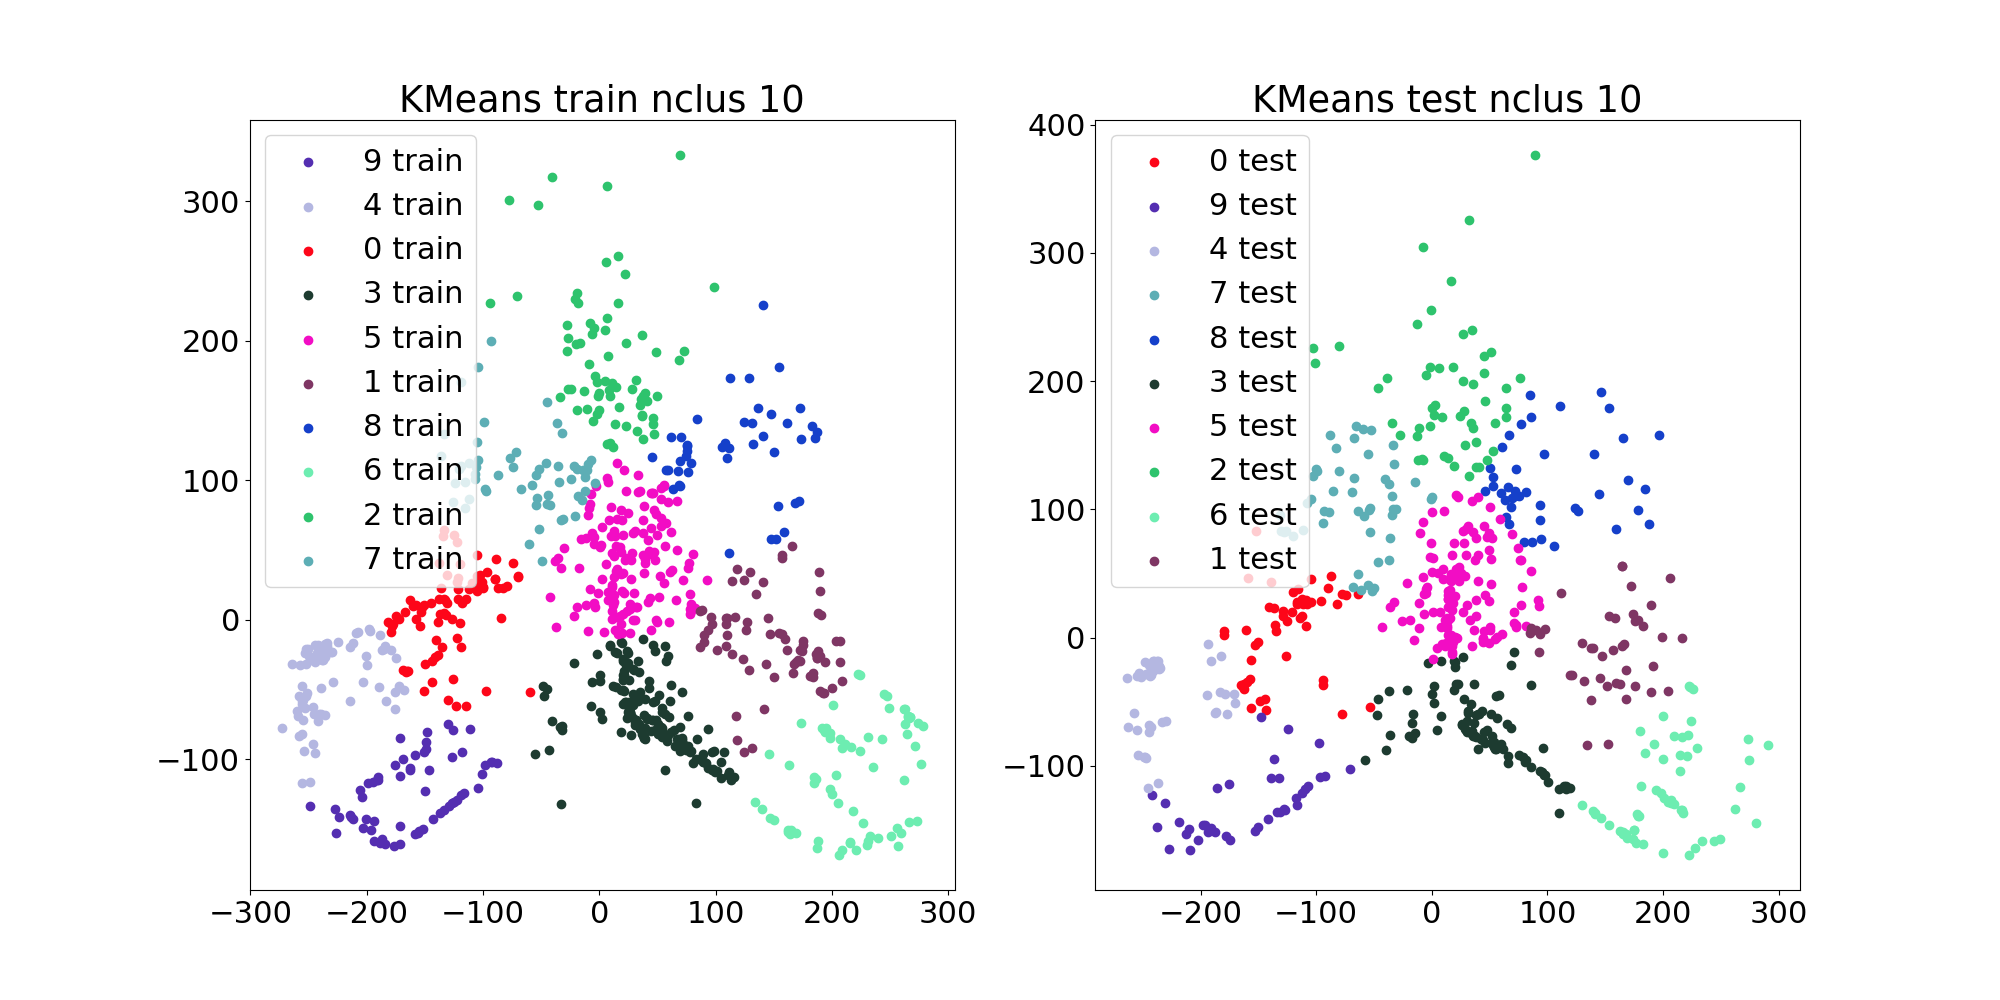 KMeans train nclus 10
9 train
4 train
0 train
3 train
5 train
1 train
8 train
6 train
2 train
7 train
300
200
100
0
−100
−300 −200 −100 0 100 200 300
KMeans test nclus 10
0 test
9 test
4 test
7 test
8 test
3 test
5 test
2 test
6 test
1 test
400
300
200
100
0
−100
−200 −100 0 100 200 300